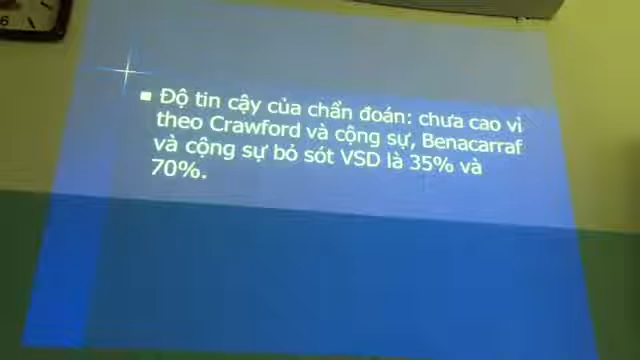 Độ tin cậy của chẩn đoán: chưa cao vì
theo Crawford và cộng sự, Benacarraf
và cộng sự bỏ sót VSD là 35% và
70%.